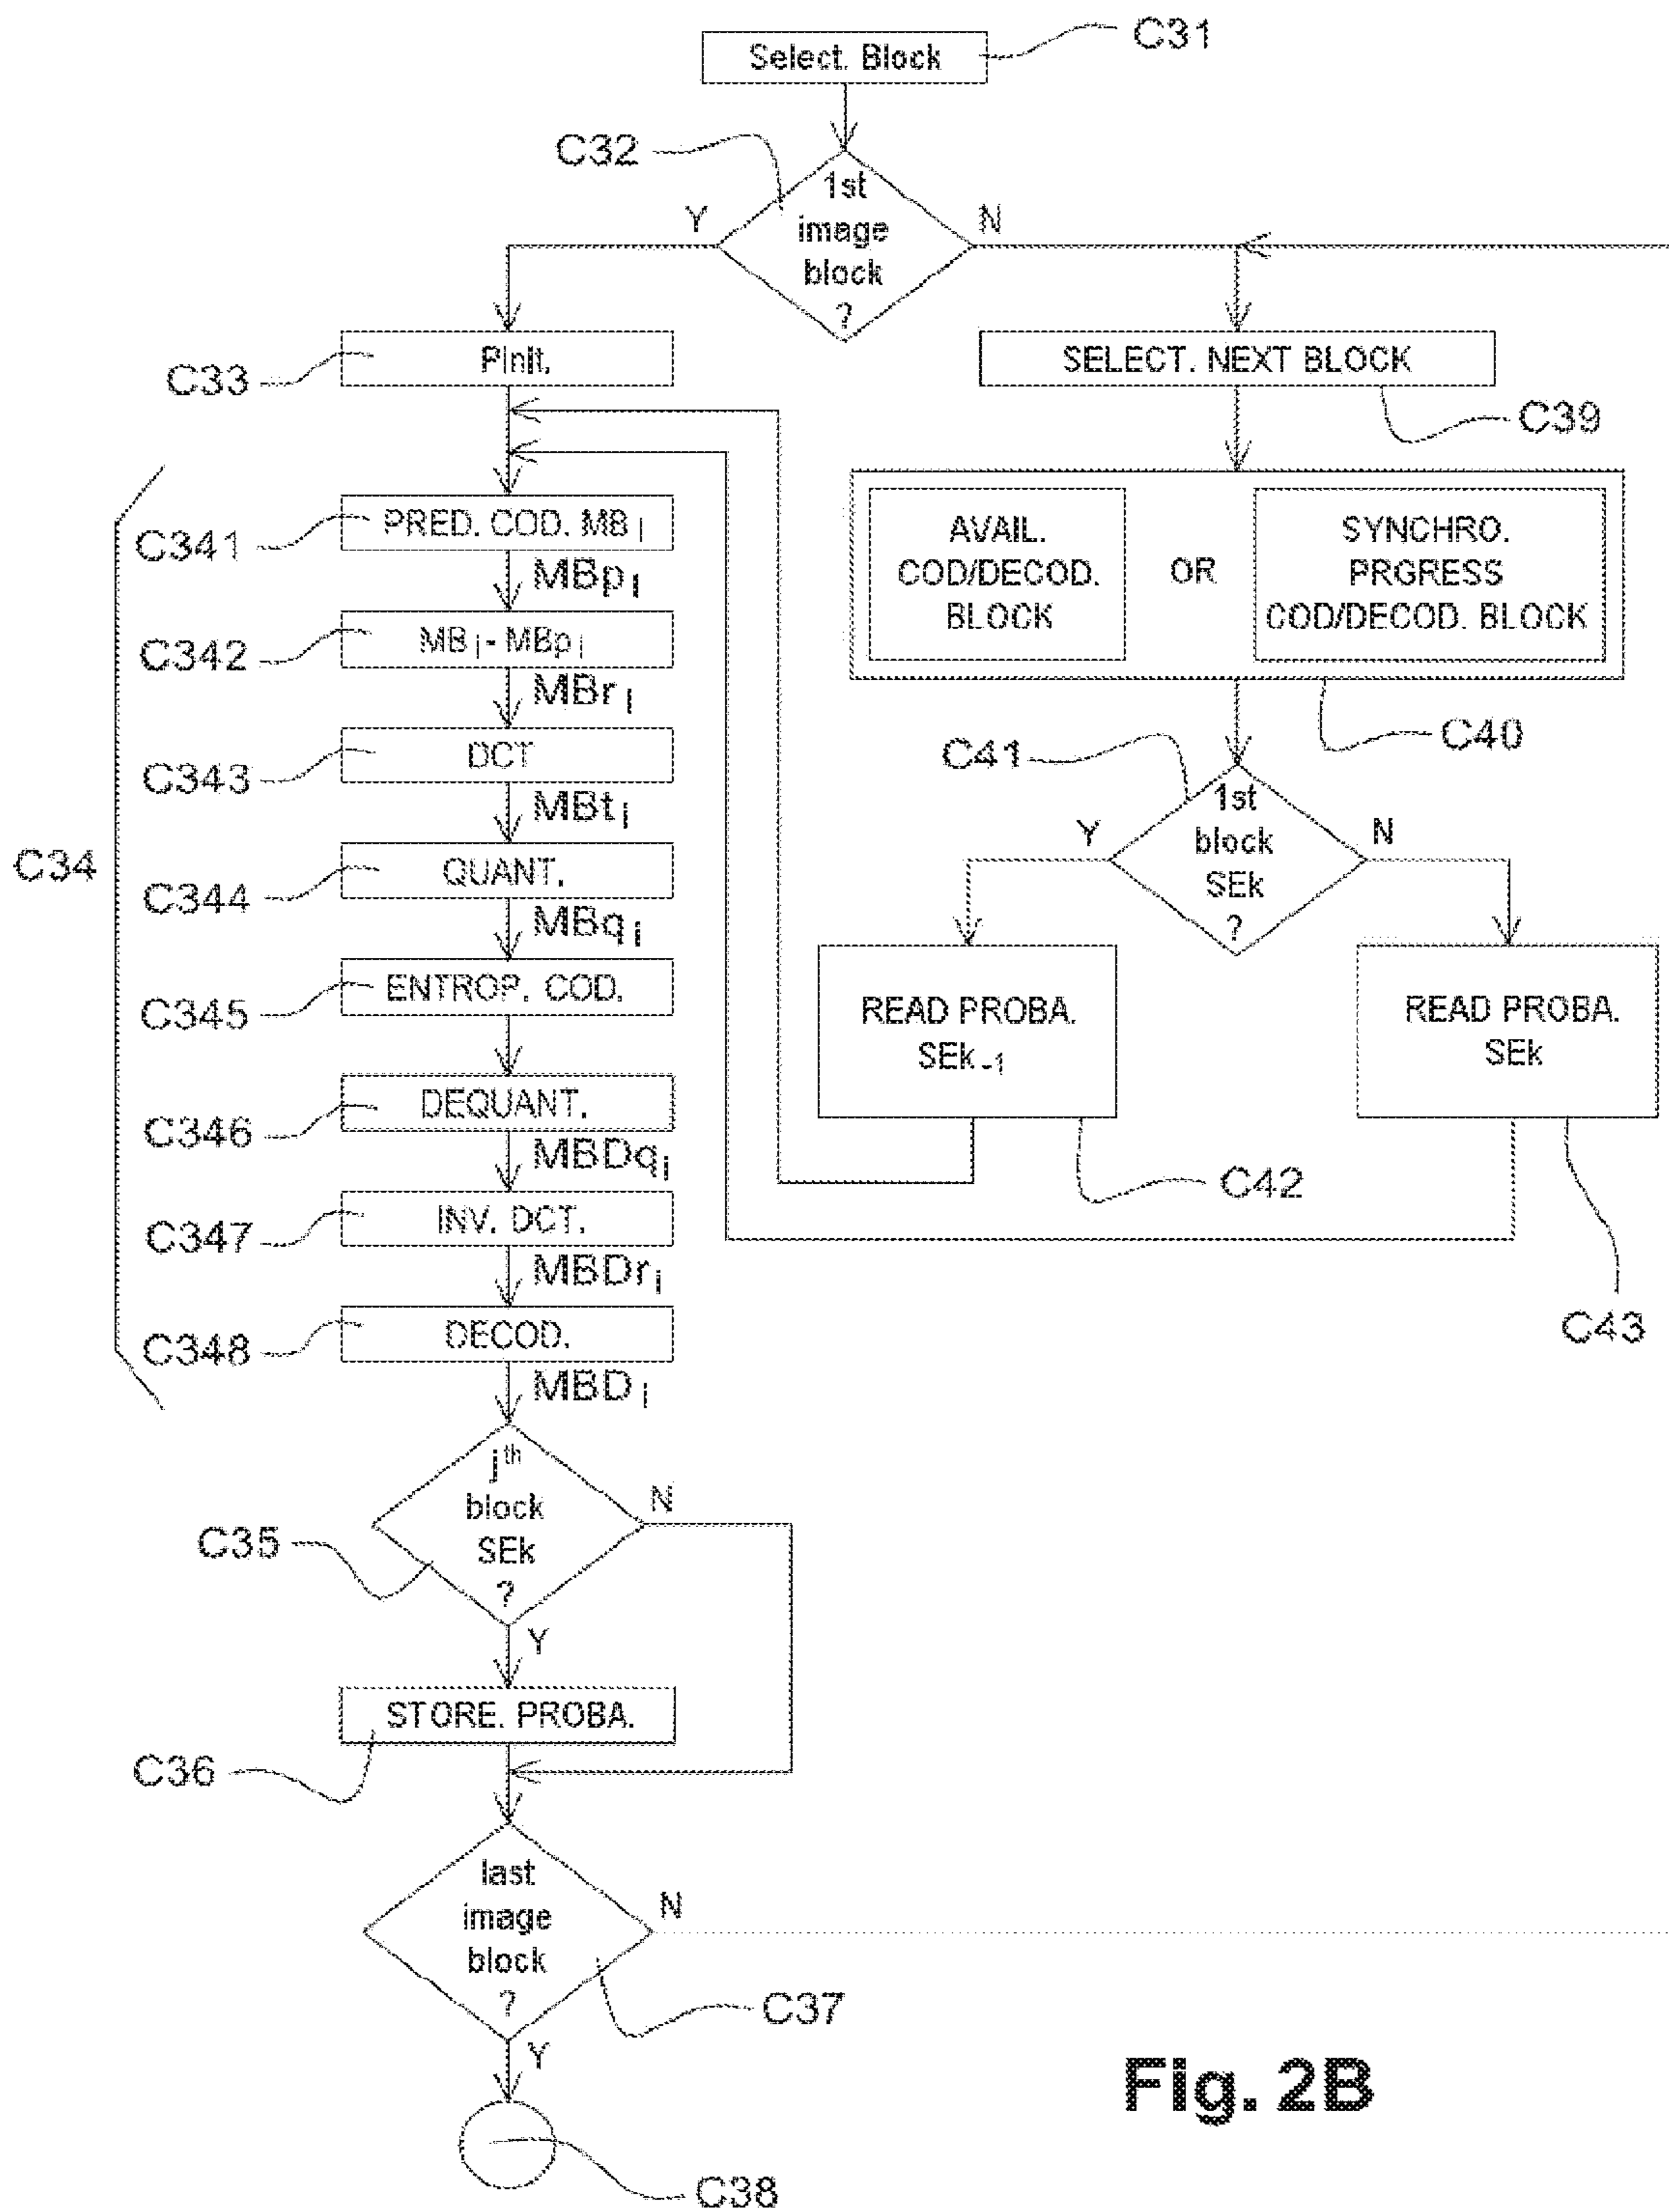 Select. Block
C31
C32
1st
image
block
?
Y
N
PInit.
C33
SELECT. NEXT BLOCK
C39
C34
PRED. COD. MB i
C341
MBp i
MB i - MBp i
C342
MBr i
DCT
C343
MBt i
QUANT.
C344
MBq i
ENTROP. COD.
C345
DEQUANT.
C346
MBDq i
INV. DCT.
C347
MBDr i
DECOD.
C348
MBD i
AVAIL.
COD/DECOD.
BLOCK
OR
SYNCHRO.
PRGRESS
COD/DECOD. BLOCK
C40
C41
1st
block
SEk
?
Y
N
READ PROBA.
SEk-1
C42
READ PROBA.
SEk
C43
jth
block
SEk
?
N
Y
C35
STORE. PROBA.
C36
last
image
block
?
N
Y
C37
C38
Fig. 2B